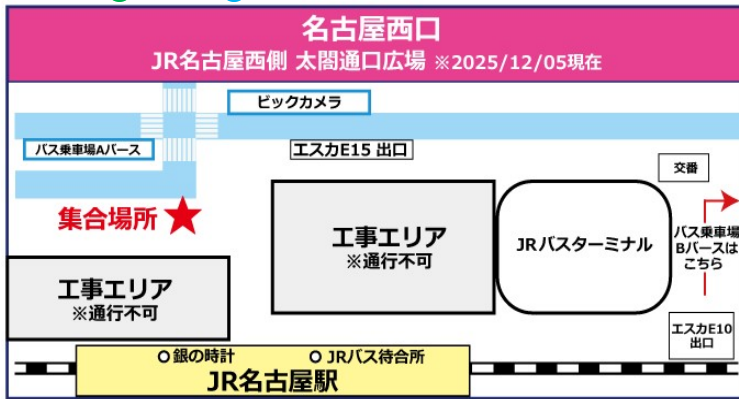 名古屋西口
JR名古屋西側 太閤通口広場 ※2025/12/05現在
ビックカメラ
バス乗車場Aバース
エスカE15 出口
交番
集合場所
工事エリア
※通行不可
JRバスターミナル
バス乗車場
Bバースは
こちら
工事エリア
※通行不可
エスカE10
出口
銀の時計
JRバス待合所
JR名古屋駅